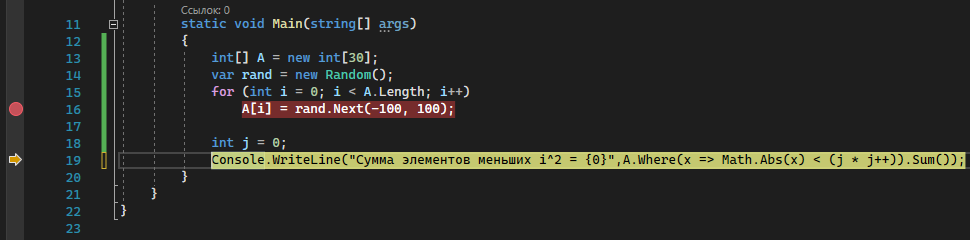 Ссылок: 0
11 static void Main(string[] args)
12 {
13 int[] A = new int[30];
14 var rand = new Random();
15 for (int i = 0; i < A.Length; i++)
16 A[i] = rand.Next(-100, 100);
17
18 int j = 0;
19 Console.WriteLine("Сумма элементов меньших i^2 = {0}",A.Where(x => Math.Abs(x) < (j * j++)).Sum());
20 }
21 }
22 }
23